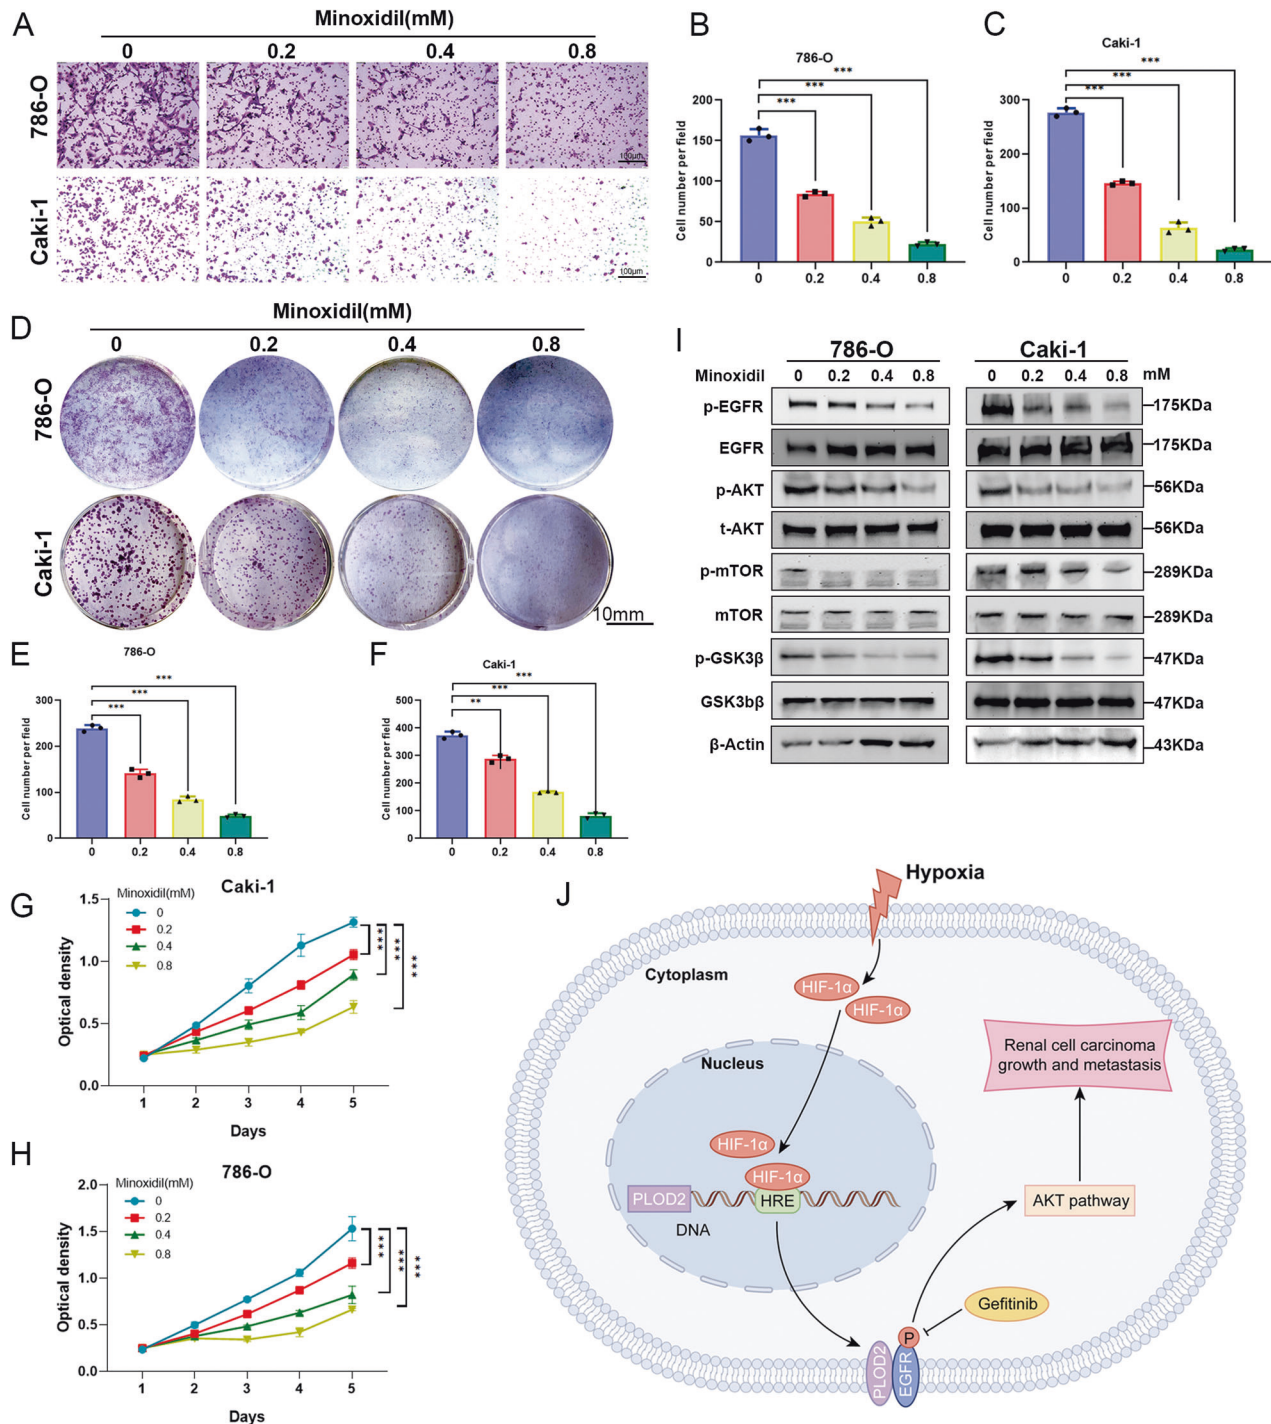 A
Minoxidil(mM)
0 0.2 0.4 0.8
786-O
100μm
Caki-1
100μm
B
786-O
***
***
***
Cell number per field
200
150
100
50
0
0 0.2 0.4 0.8
C
Caki-1
***
***
***
Cell number per field
300
200
100
0
0 0.2 0.4 0.8
D
Minoxidil(mM)
0 0.2 0.4 0.8
786-O
Caki-1
10mm
E
786-O
***
***
***
Cell number per field
300
200
100
0
0 0.2 0.4 0.8
F
Caki-1
***
***
**
Cell number per field
500
400
300
200
100
0
0 0.2 0.4 0.8
G
Caki-1
Minoxidil(mM)
0
0.2
0.4
0.8
Optical density
1.5
1.0
0.5
0.0
1 2 3 4 5
Days
***
***
***
H
786-O
Minoxidil(mM)
0
0.2
0.4
0.8
Optical density
2.0
1.5
1.0
0.5
0.0
1 2 3 4 5
Days
***
***
***
I
786-O Caki-1
Minoxidil 0 0.2 0.4 0.8 0 0.2 0.4 0.8 mM
p-EGFR 175KDa
EGFR 175KDa
p-AKT 56KDa
t-AKT 56KDa
p-mTOR 289KDa
mTOR 289KDa
p-GSK3β 47KDa
GSK3bβ 47KDa
β-Actin 43KDa
J
Hypoxia
Cytoplasm
HIF-1α
HIF-1α
Renal cell carcinoma
growth and metastasis
Nucleus
HIF-1α
HIF-1α
PLOD2
HRE
DNA
AKT pathway
Gefitinib
P
PLOD2
EGFR